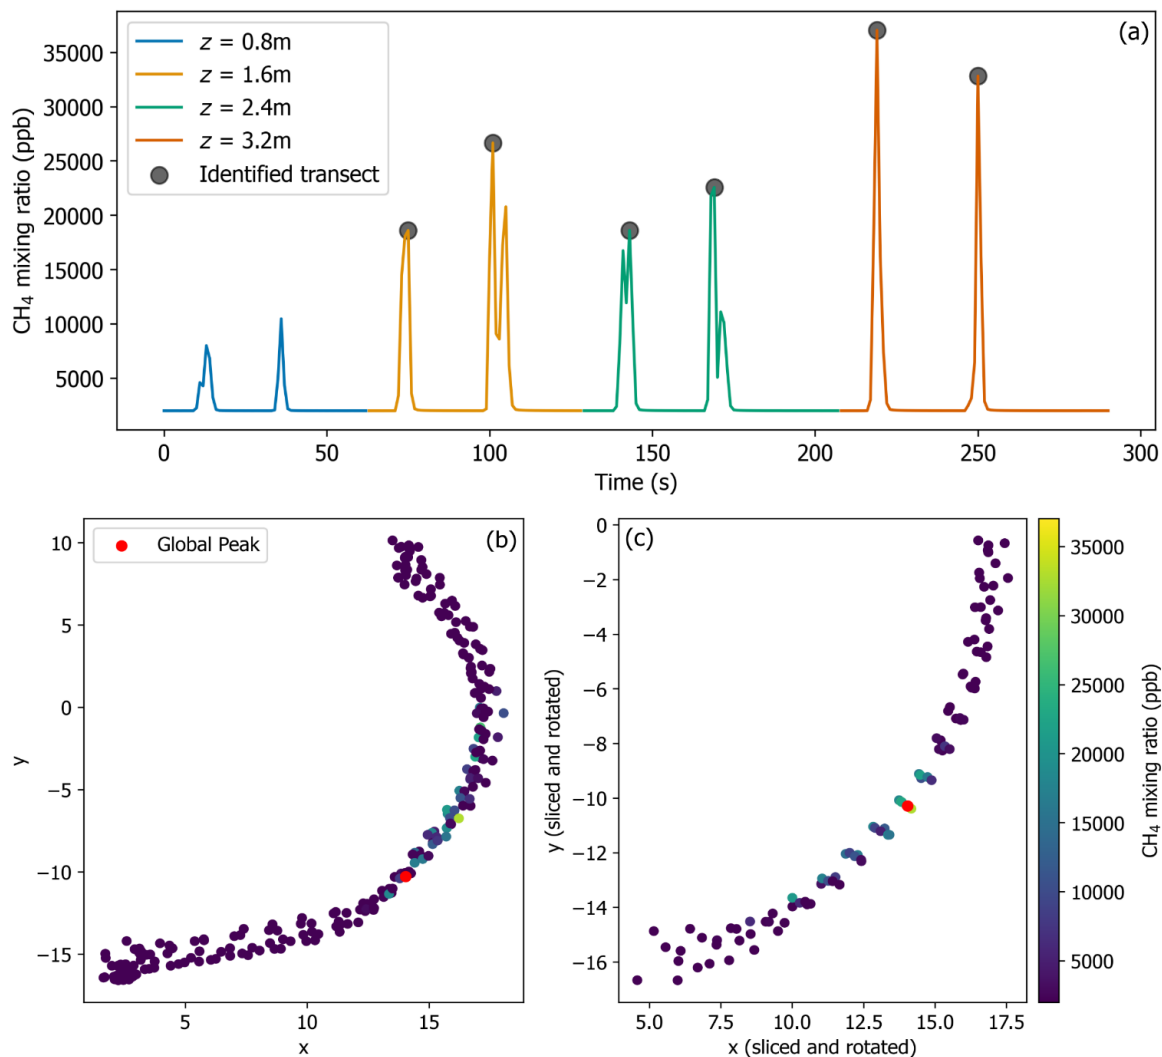 (a)
z = 0.8m
z = 1.6m
z = 2.4m
z = 3.2m
Identified transect
CH₄ mixing ratio (ppb)
35000
30000
25000
20000
15000
10000
5000
0
50
100
150
200
250
300
Time (s)
(b)
Global Peak
y
10
5
0
−5
−10
−15
5
10
15
x
(c)
y (sliced and rotated)
0
−2
−4
−6
−8
−10
−12
−14
−16
5.0
7.5
10.0
12.5
15.0
17.5
x (sliced and rotated)
35000
30000
25000
20000
15000
10000
5000
CH₄ mixing ratio (ppb)